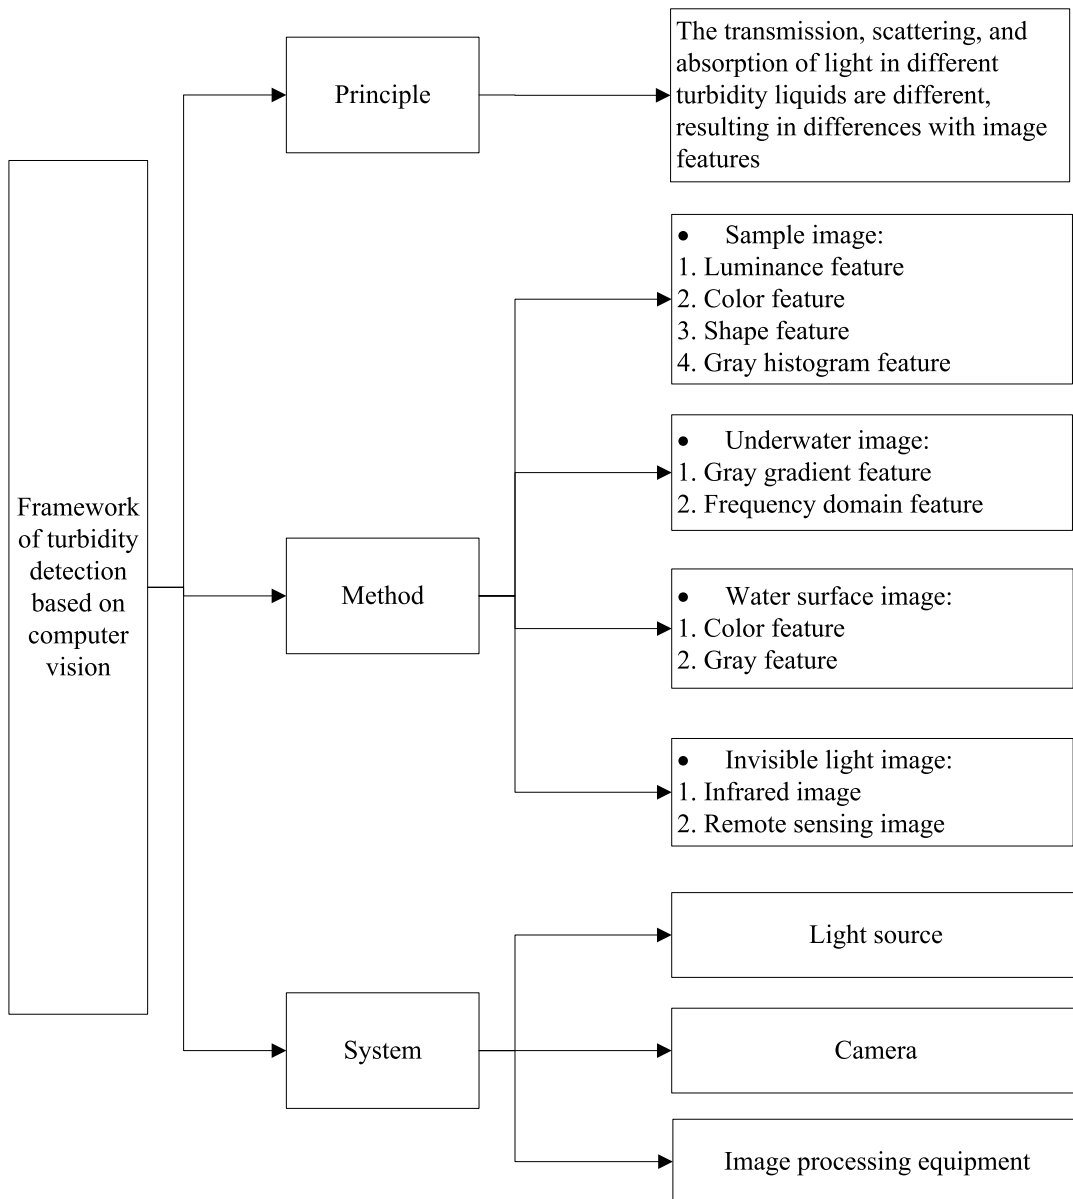 Framework
of turbidity
detection
based on
computer
vision
Principle
The transmission, scattering, and
absorption of light in different
turbidity liquids are different,
resulting in differences with image
features
Method
• Sample image:
1. Luminance feature
2. Color feature
3. Shape feature
4. Gray histogram feature
• Underwater image:
1. Gray gradient feature
2. Frequency domain feature
• Water surface image:
1. Color feature
2. Gray feature
• Invisible light image:
1. Infrared image
2. Remote sensing image
System
Light source
Camera
Image processing equipment